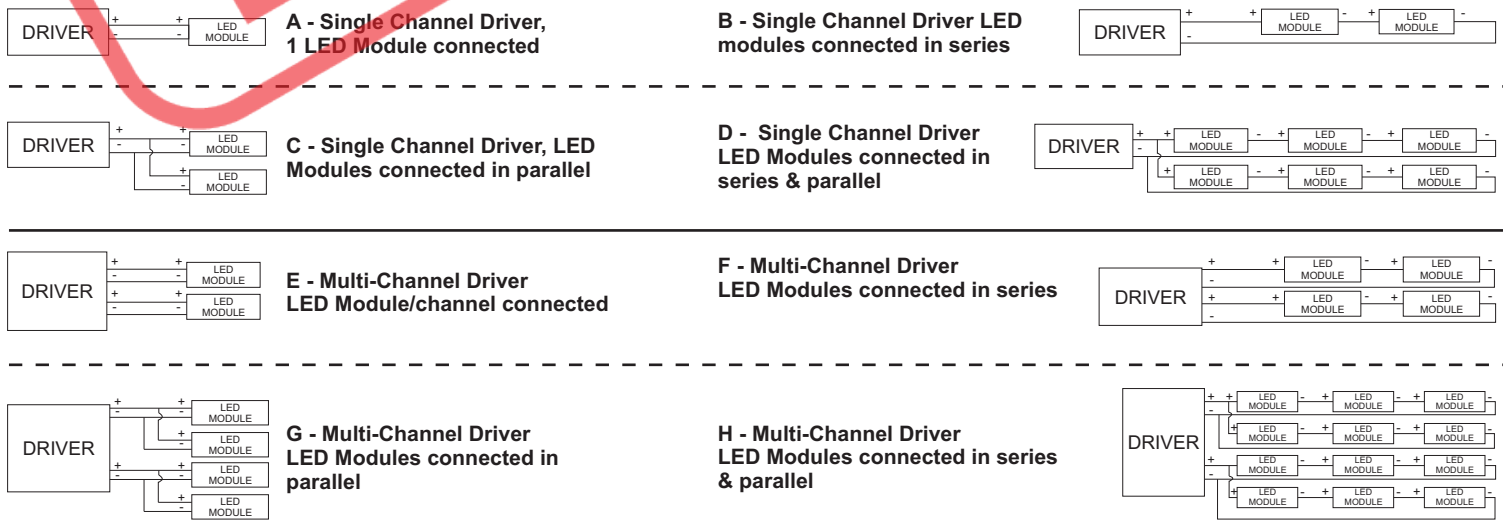 DRIVER
+ +
- -
LED
MODULE
A - Single Channel Driver,
1 LED Module connected
B - Single Channel Driver LED
modules connected in series
DRIVER
+ + LED MODULE - + LED MODULE -
-
DRIVER
+ +
- -
LED
MODULE
+
-
LED
MODULE
C - Single Channel Driver, LED
Modules connected in parallel
D - Single Channel Driver
LED Modules connected in
series & parallel
DRIVER
+ + LED MODULE - + LED MODULE - + LED MODULE -
-
+ LED MODULE - + LED MODULE - + LED MODULE -
DRIVER
+ +
- -
LED
MODULE
+ +
- -
LED
MODULE
E - Multi-Channel Driver
LED Module/channel connected
F - Multi-Channel Driver
LED Modules connected in series
DRIVER
+ + LED MODULE - + LED MODULE -
-
+ + LED MODULE - + LED MODULE -
-
DRIVER
+ +
- -
LED
MODULE
+
-
LED
MODULE
+ +
- -
LED
MODULE
+
-
LED
MODULE
G - Multi-Channel Driver
LED Modules connected in
parallel
H - Multi-Channel Driver
LED Modules connected in series
& parallel
DRIVER
+ + LED MODULE - + LED MODULE - + LED MODULE -
-
+ LED MODULE - + LED MODULE - + LED MODULE -
+ + LED MODULE - + LED MODULE - + LED MODULE -
-
+ LED MODULE - + LED MODULE - + LED MODULE -